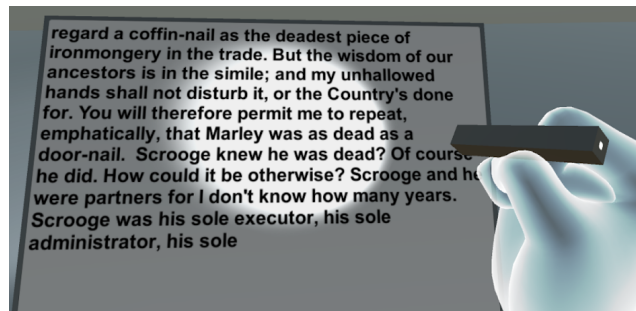 regard a coffin-nail as the deadest piece of
ironmongery in the trade. But the wisdom of our
ancestors is in the simile; and my unhallowed
hands shall not disturb it, or the Country's done
for. You will therefore permit me to repeat,
emphatically, that Marley was as dead as a
door-nail.  Scrooge knew he was dead? Of course
he did. How could it be otherwise? Scrooge and he
were partners for I don't know how many years.
Scrooge was his sole executor, his sole
administrator, his sole